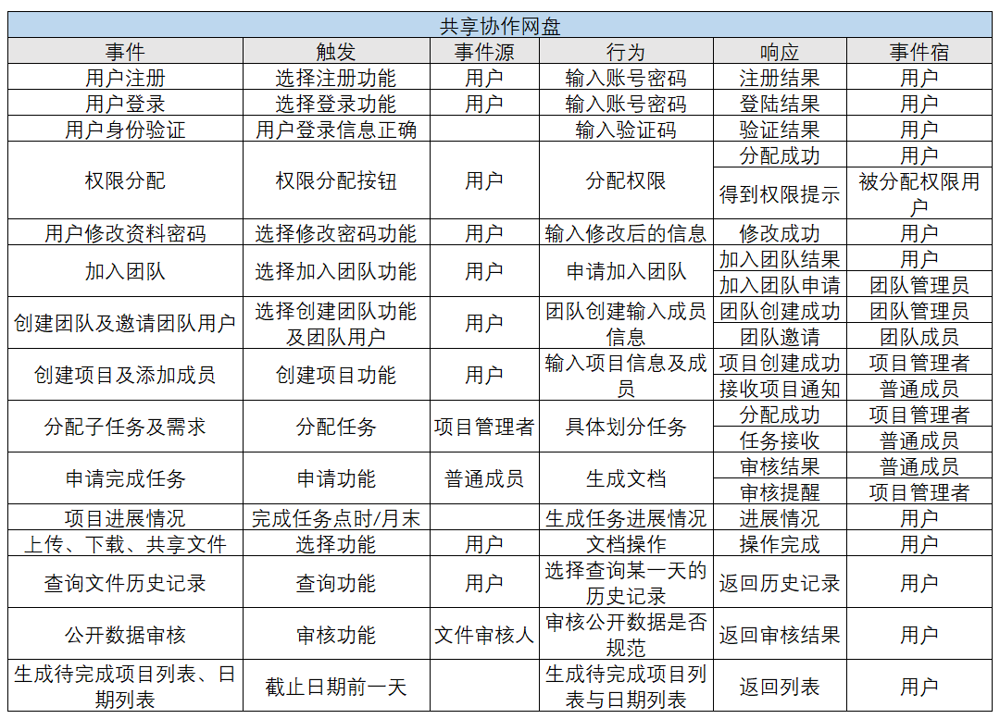 共享协作网盘
事件 触发 事件源 行为 响应 事件宿
用户注册 选择注册功能 用户 输入账号密码 注册结果 用户
用户登录 选择登录功能 用户 输入账号密码 登陆结果 用户
用户身份验证 用户登录信息正确 输入验证码 验证结果 用户
权限分配 权限分配按钮 用户 分配权限 分配成功 用户
得到权限提示 被分配权限用
户
用户修改资料密码 选择修改密码功能 用户 输入修改后的信息 修改成功 用户
加入团队 选择加入团队功能 用户 申请加入团队 加入团队结果 用户
加入团队申请 团队管理员
创建团队及邀请团队用户 选择创建团队功能 用户 团队创建输入成员 团队创建成功 团队管理员
及团队用户 信息 团队邀请 团队成员
创建项目及添加成员 创建项目功能 用户 输入项目信息及成 项目创建成功 项目管理者
员 接收项目通知 普通成员
分配子任务及需求 分配任务 项目管理者 具体划分任务 分配成功 项目管理者
任务接收 普通成员
申请完成任务 申请功能 普通成员 生成文档 审核结果 普通成员
审核提醒 项目管理者
项目进展情况 完成任务点时/月末 生成任务进展情况 进展情况 用户
上传、下载、共享文件 选择功能 用户 文档操作 操作完成 用户
查询文件历史记录 查询功能 用户 选择查询某一天的 返回历史记录 用户
历史记录
公开数据审核 审核功能 文件审核人 审核公开数据是否 返回审核结果 用户
规范
生成待完成项目列表、日 截止日期前一天 生成待完成项目列 返回列表 用户
期列表 表与日期列表